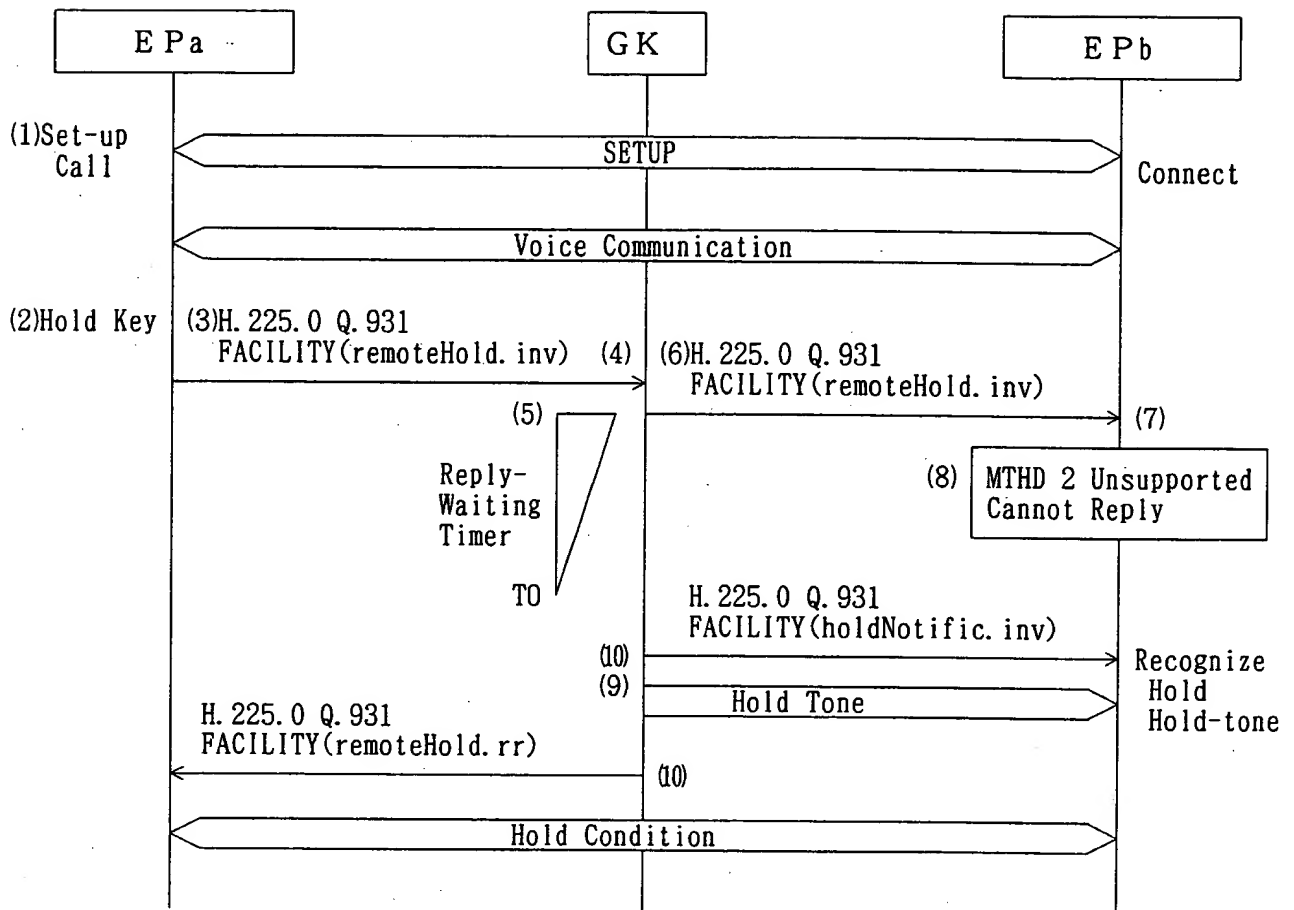 EPa
GK
EPb
(1)Set-up
Call
SETUP
Connect
Voice Communication
(2)Hold Key
(3)H.225.0 Q.931
FACILITY(remoteHold.inv)
(4)
(6)H.225.0 Q.931
FACILITY(remoteHold.inv)
(5)
(7)
Reply-
Waiting
Timer
(8)
MTHD 2 Unsupported
Cannot Reply
TO
H.225.0 Q.931
FACILITY(holdNotific.inv)
(10)
Recognize
Hold
Hold-tone
(9)
Hold Tone
H.225.0 Q.931
FACILITY(remoteHold.rr)
(10)
Hold Condition